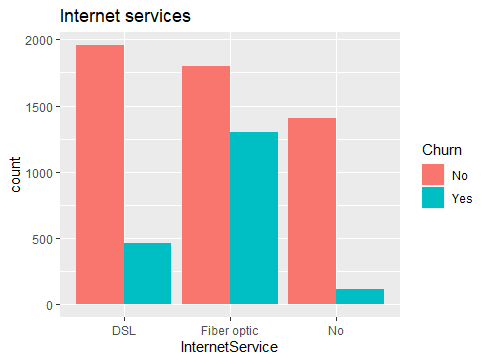 Internet services
count
2000
1500
1000
500
0
DSL
Fiber optic
No
InternetService
Churn
No
Yes